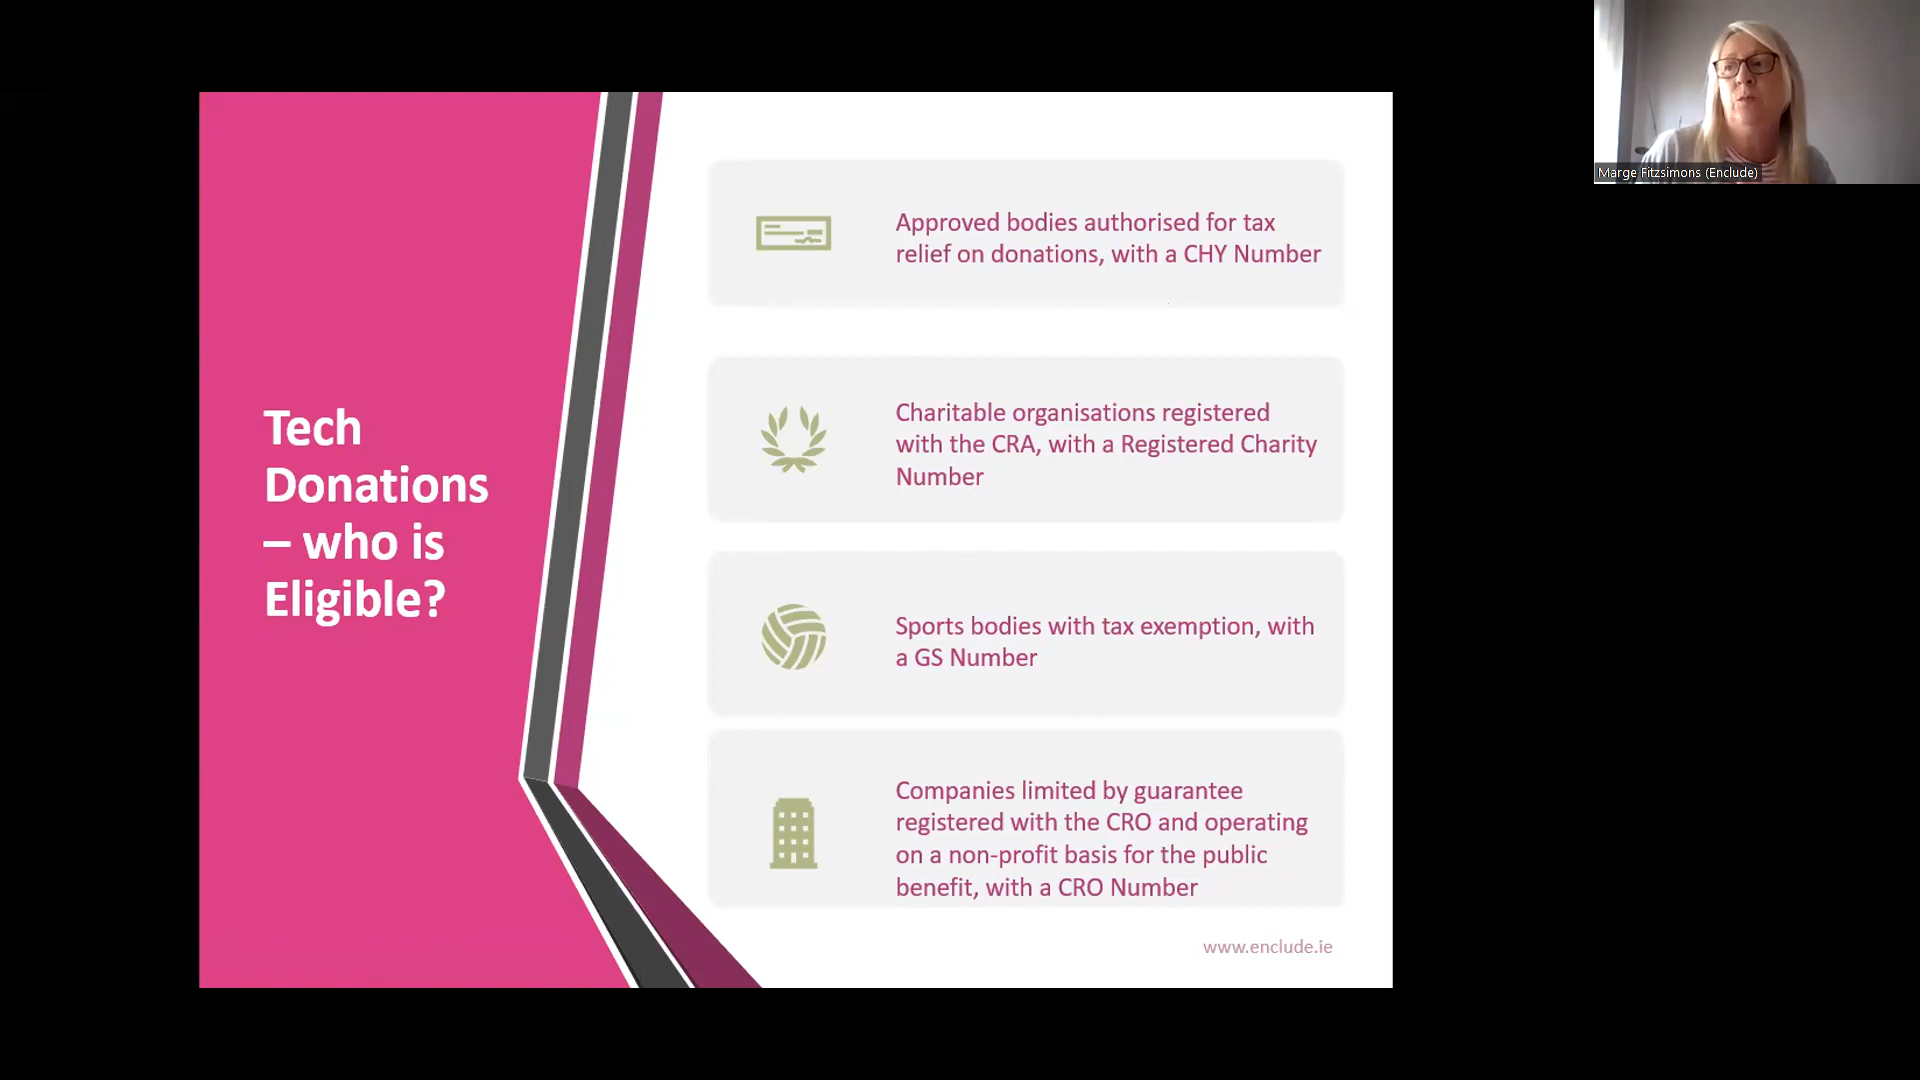 Marge Fitzsimons (Enclude)
Tech
Donations
– who is
Eligible?
Approved bodies authorised for tax
relief on donations, with a CHY Number
Charitable organisations registered
with the CRA, with a Registered Charity
Number
Sports bodies with tax exemption, with
a GS Number
Companies limited by guarantee
registered with the CRO and operating
on a non-profit basis for the public
benefit, with a CRO Number
www.enclude.ie